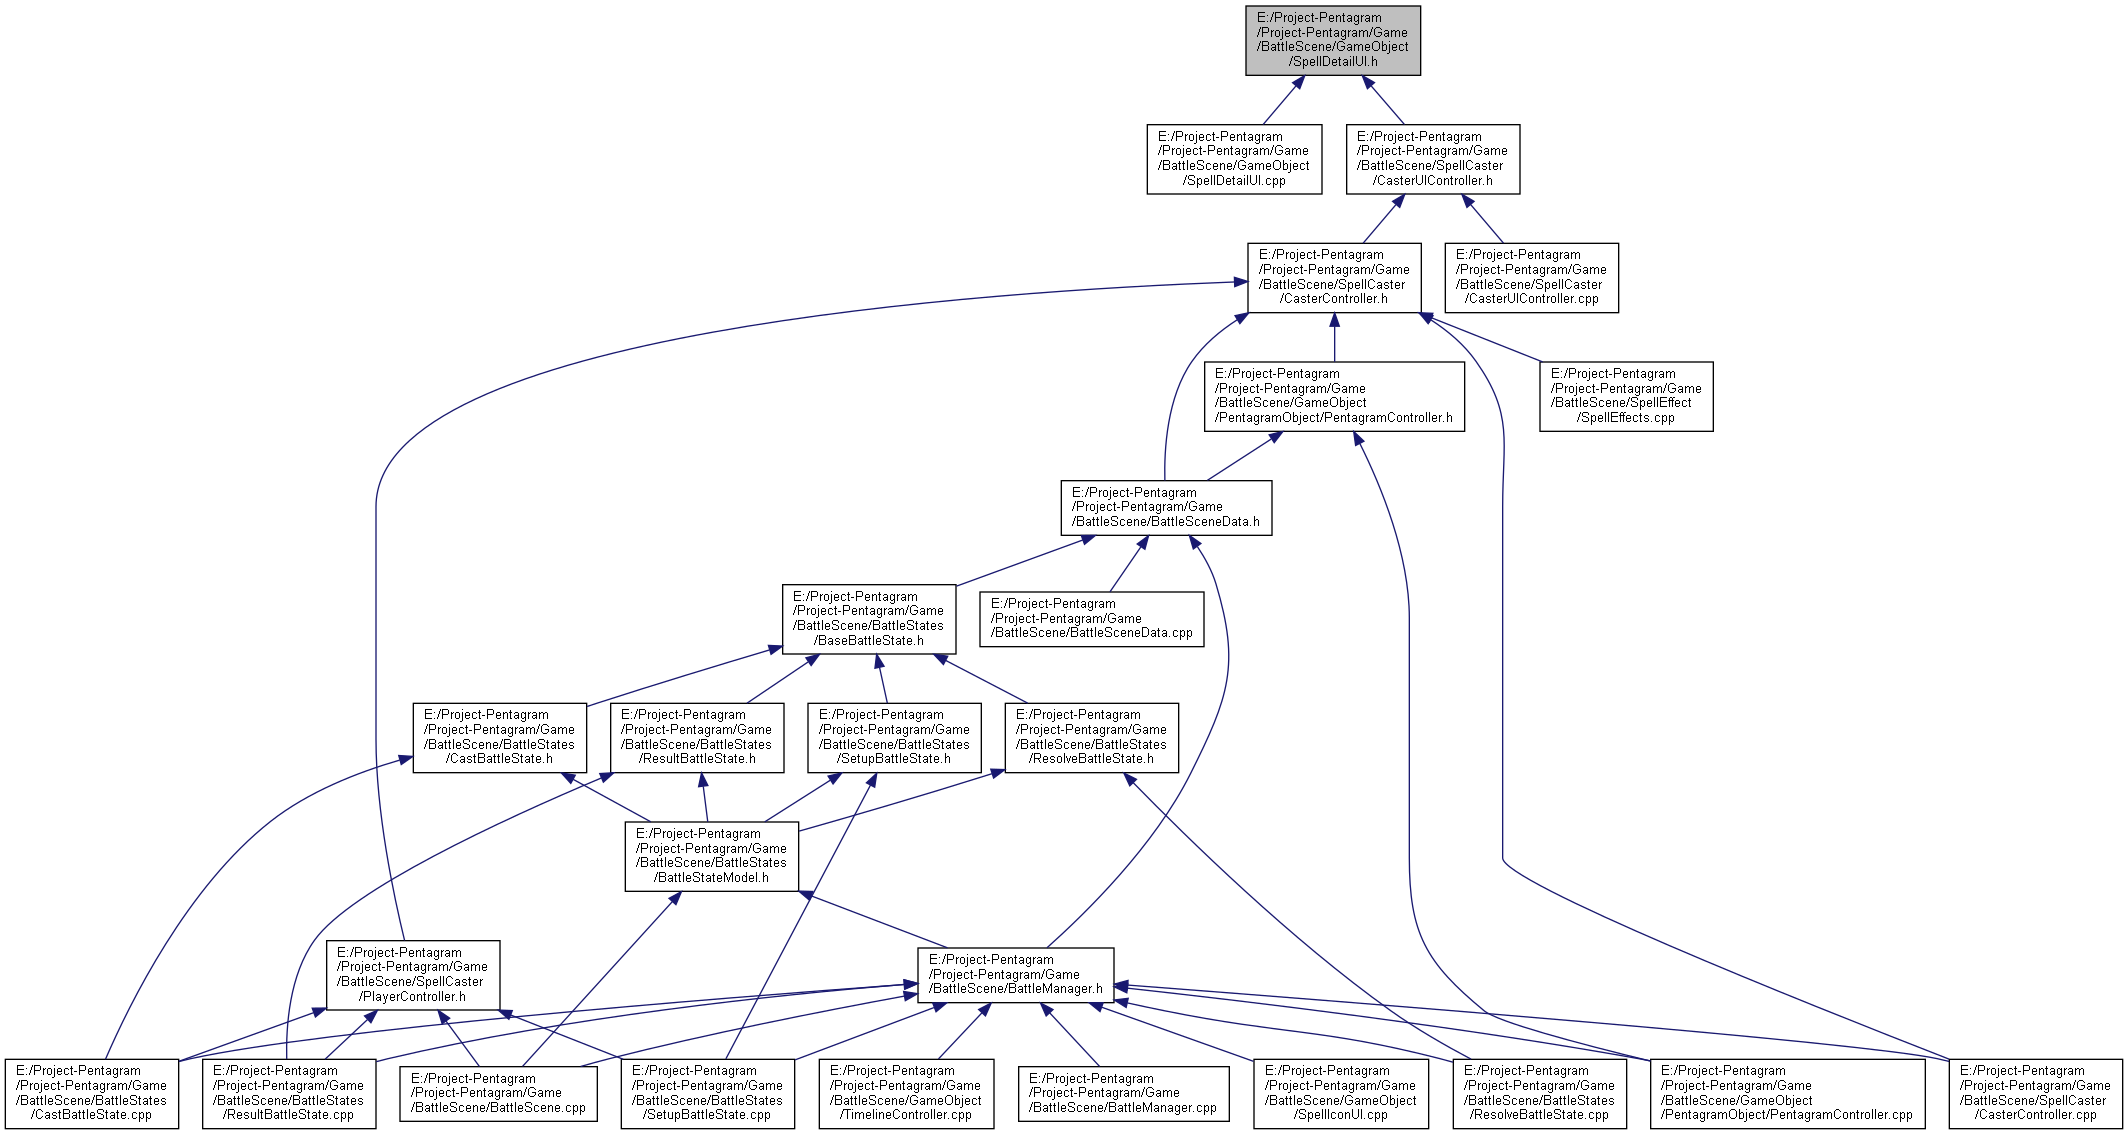 E:/Project-Pentagram
/Project-Pentagram/Game
/BattleScene/GameObject
/SpellDetailUI.h
E:/Project-Pentagram
/Project-Pentagram/Game
/BattleScene/GameObject
/SpellDetailUI.cpp
E:/Project-Pentagram
/Project-Pentagram/Game
/BattleScene/SpellCaster
/CasterUIController.h
E:/Project-Pentagram
/Project-Pentagram/Game
/BattleScene/SpellCaster
/CasterController.h
E:/Project-Pentagram
/Project-Pentagram/Game
/BattleScene/SpellCaster
/CasterUIController.cpp
E:/Project-Pentagram
/Project-Pentagram/Game
/BattleScene/GameObject
/PentagramObject/PentagramController.h
E:/Project-Pentagram
/Project-Pentagram/Game
/BattleScene/SpellEffect
/SpellEffects.cpp
E:/Project-Pentagram
/Project-Pentagram/Game
/BattleScene/BattleSceneData.h
E:/Project-Pentagram
/Project-Pentagram/Game
/BattleScene/BattleStates
/BaseBattleState.h
E:/Project-Pentagram
/Project-Pentagram/Game
/BattleScene/BattleSceneData.cpp
E:/Project-Pentagram
/Project-Pentagram/Game
/BattleScene/BattleStates
/CastBattleState.h
E:/Project-Pentagram
/Project-Pentagram/Game
/BattleScene/BattleStates
/ResultBattleState.h
E:/Project-Pentagram
/Project-Pentagram/Game
/BattleScene/BattleStates
/SetupBattleState.h
E:/Project-Pentagram
/Project-Pentagram/Game
/BattleScene/BattleStates
/ResolveBattleState.h
E:/Project-Pentagram
/Project-Pentagram/Game
/BattleScene/BattleStates
/BattleStateModel.h
E:/Project-Pentagram
/Project-Pentagram/Game
/BattleScene/SpellCaster
/PlayerController.h
E:/Project-Pentagram
/Project-Pentagram/Game
/BattleScene/BattleManager.h
E:/Project-Pentagram
/Project-Pentagram/Game
/BattleScene/BattleStates
/CastBattleState.cpp
E:/Project-Pentagram
/Project-Pentagram/Game
/BattleScene/BattleStates
/ResultBattleState.cpp
E:/Project-Pentagram
/Project-Pentagram/Game
/BattleScene/BattleScene.cpp
E:/Project-Pentagram
/Project-Pentagram/Game
/BattleScene/BattleStates
/SetupBattleState.cpp
E:/Project-Pentagram
/Project-Pentagram/Game
/BattleScene/GameObject
/TimelineController.cpp
E:/Project-Pentagram
/Project-Pentagram/Game
/BattleScene/BattleManager.cpp
E:/Project-Pentagram
/Project-Pentagram/Game
/BattleScene/GameObject
/SpellIconUI.cpp
E:/Project-Pentagram
/Project-Pentagram/Game
/BattleScene/BattleStates
/ResolveBattleState.cpp
E:/Project-Pentagram
/Project-Pentagram/Game
/BattleScene/GameObject
/PentagramObject/PentagramController.cpp
E:/Project-Pentagram
/Project-Pentagram/Game
/BattleScene/SpellCaster
/CasterController.cpp